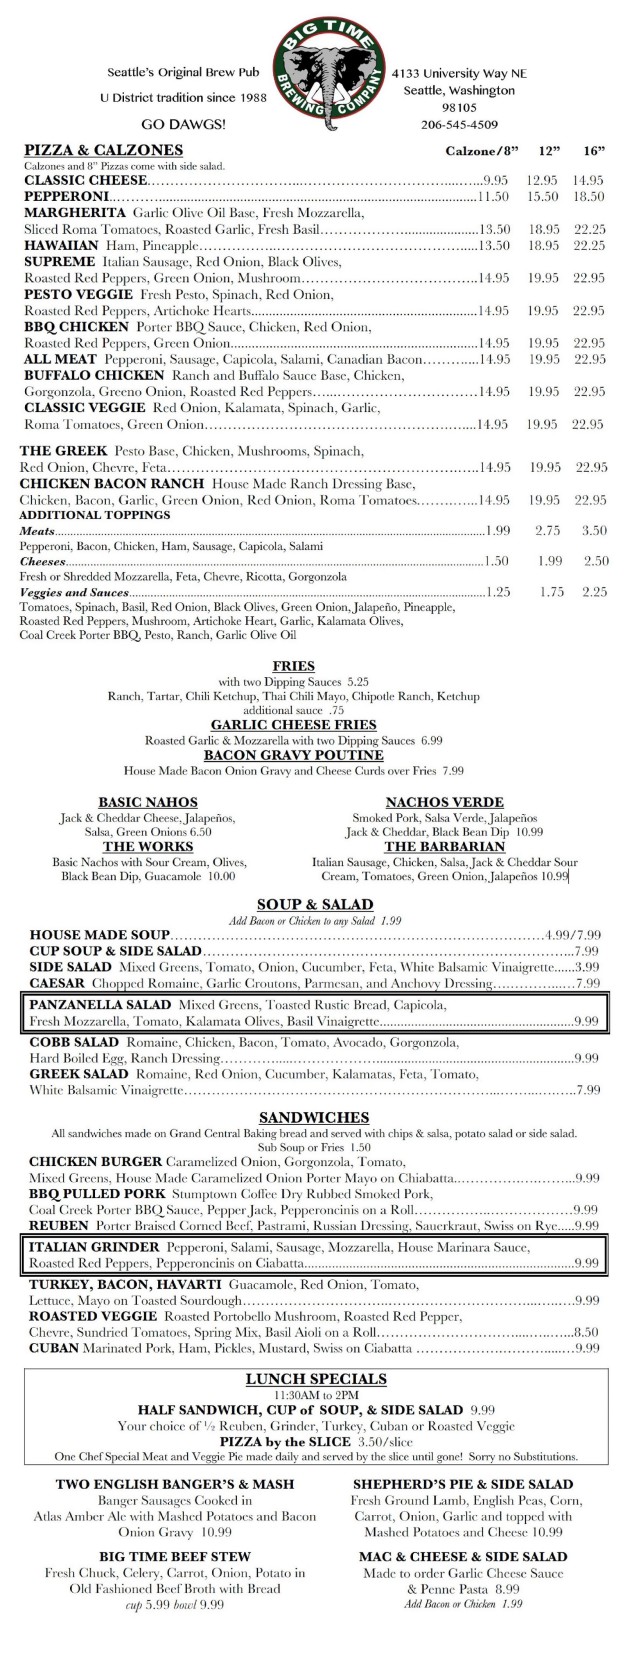 BIG TIME
BREWING COMPANY
Seattle's Original Brew Pub
U District tradition since 1988
GO DAWGS!
4133 University Way NE
Seattle, Washington
98105
206-545-4509
PIZZA & CALZONES Calzone/8” 12” 16”
Calzones and 8” Pizzas come with side salad.
CLASSIC CHEESE 9.95 12.95 14.95
PEPPERONI 11.50 15.50 18.50
MARGHERITA Garlic Olive Oil Base, Fresh Mozzarella,
Sliced Roma Tomatoes, Roasted Garlic, Fresh Basil 13.50 18.95 22.25
HAWAIIAN Ham, Pineapple 13.50 18.95 22.25
SUPREME Italian Sausage, Red Onion, Black Olives,
Roasted Red Peppers, Green Onion, Mushroom 14.95 19.95 22.95
PESTO VEGGIE Fresh Pesto, Spinach, Red Onion,
Roasted Red Peppers, Artichoke Hearts 14.95 19.95 22.95
BBQ CHICKEN Porter BBQ Sauce, Chicken, Red Onion,
Roasted Red Peppers, Green Onion 14.95 19.95 22.95
ALL MEAT Pepperoni, Sausage, Capicola, Salami, Canadian Bacon 14.95 19.95 22.95
BUFFALO CHICKEN Ranch and Buffalo Sauce Base, Chicken,
Gorgonzola, Greeno Onion, Roasted Red Peppers 14.95 19.95 22.95
CLASSIC VEGGIE Red Onion, Kalamata, Spinach, Garlic,
Roma Tomatoes, Green Onion 14.95 19.95 22.95
THE GREEK Pesto Base, Chicken, Mushrooms, Spinach,
Red Onion, Chevre, Feta 14.95 19.95 22.95
CHICKEN BACON RANCH House Made Ranch Dressing Base,
Chicken, Bacon, Garlic, Green Onion, Red Onion, Roma Tomatoes 14.95 19.95 22.95
ADDITIONAL TOPPINGS
Meats 1.99 2.75 3.50
Pepperoni, Bacon, Chicken, Ham, Sausage, Capicola, Salami
Cheeses 1.50 1.99 2.50
Fresh or Shredded Mozzarella, Feta, Chevre, Ricotta, Gorgonzola
Veggies and Sauces 1.25 1.75 2.25
Tomatoes, Spinach, Basil, Red Onion, Black Olives, Green Onion, Jalapeño, Pineapple,
Roasted Red Peppers, Mushroom, Artichoke Heart, Garlic, Kalamata Olives,
Coal Creek Porter BBQ, Pesto, Ranch, Garlic Olive Oil
FRIES
with two Dipping Sauces 5.25
Ranch, Tartar, Chili Ketchup, Thai Chili Mayo, Chipotle Ranch, Ketchup
additional sauce .75
GARLIC CHEESE FRIES
Roasted Garlic & Mozzarella with two Dipping Sauces 6.99
BACON GRAVY POUTINE
House Made Bacon Onion Gravy and Cheese Curds over Fries 7.99
BASIC NAHOS
Jack & Cheddar Cheese, Jalapeños,
Salsa, Green Onions 6.50
THE WORKS
Basic Nachos with Sour Cream, Olives,
Black Bean Dip, Guacamole 10.00
NACHOS VERDE
Smoked Pork, Salsa Verde, Jalapeños
Jack & Cheddar, Black Bean Dip 10.99
THE BARBARIAN
Italian Sausage, Chicken, Salsa, Jack & Cheddar Sour
Cream, Tomatoes, Green Onion, Jalapeños 10.99
SOUP & SALAD
Add Bacon or Chicken to any Salad 1.99
HOUSE MADE SOUP 4.99/7.99
CUP SOUP & SIDE SALAD 7.99
SIDE SALAD Mixed Greens, Tomato, Onion, Cucumber, Feta, White Balsamic Vinaigrette 3.99
CAESAR Chopped Romaine, Garlic Croutons, Parmesan, and Anchovy Dressing 7.99
PANZANELLA SALAD Mixed Greens, Toasted Rustic Bread, Capicola,
Fresh Mozzarella, Tomato, Kalamata Olives, Basil Vinaigrette 9.99
COBB SALAD Romaine, Chicken, Bacon, Tomato, Avocado, Gorgonzola,
Hard Boiled Egg, Ranch Dressing 9.99
GREEK SALAD Romaine, Red Onion, Cucumber, Kalamatas, Feta, Tomato,
White Balsamic Vinaigrette 7.99
SANDWICHES
All sandwiches made on Grand Central Baking bread and served with chips & salsa, potato salad or side salad.
Sub Soup or Fries 1.50
CHICKEN BURGER Caramelized Onion, Gorgonzola, Tomato,
Mixed Greens, House Made Caramelized Onion Porter Mayo on Chiabatta 9.99
BBQ PULLED PORK Stumptown Coffee Dry Rubbed Smoked Pork,
Coal Creek Porter BBQ Sauce, Pepper Jack, Pepperoncinis on a Roll 9.99
REUBEN Porter Braised Corned Beef, Pastrami, Russian Dressing, Sauerkraut, Swiss on Rye 9.99
ITALIAN GRINDER Pepperoni, Salami, Sausage, Mozzarella, House Marinara Sauce,
Roasted Red Peppers, Pepperoncinis on Ciabatta 9.99
TURKEY, BACON, HAVARTI Guacamole, Red Onion, Tomato,
Lettuce, Mayo on Toasted Sourdough 9.99
ROASTED VEGGIE Roasted Portobello Mushroom, Roasted Red Pepper,
Chevre, Sundried Tomatoes, Spring Mix, Basil Aioli on a Roll 8.50
CUBAN Marinated Pork, Ham, Pickles, Mustard, Swiss on Ciabatta 9.99
LUNCH SPECIALS
11:30AM to 2PM
HALF SANDWICH, CUP of SOUP, & SIDE SALAD 9.99
Your choice of ½ Reuben, Grinder, Turkey, Cuban or Roasted Veggie
PIZZA by the SLICE 3.50/slice
One Chef Special Meat and Veggie Pie made daily and served by the slice until gone! Sorry no Substitutions.
TWO ENGLISH BANGER'S & MASH
Banger Sausages Cooked in
Atlas Amber Ale with Mashed Potatoes and Bacon
Onion Gravy 10.99
SHEPHERD'S PIE & SIDE SALAD
Fresh Ground Lamb, English Peas, Corn,
Carrot, Onion, Garlic and topped with
Mashed Potatoes and Cheese 10.99
BIG TIME BEEF STEW
Fresh Chuck, Celery, Carrot, Onion, Potato in
Old Fashioned Beef Broth with Bread
cup 5.99 bowl 9.99
MAC & CHEESE & SIDE SALAD
Made to order Garlic Cheese Sauce
& Penne Pasta 8.99
Add Bacon or Chicken 1.99